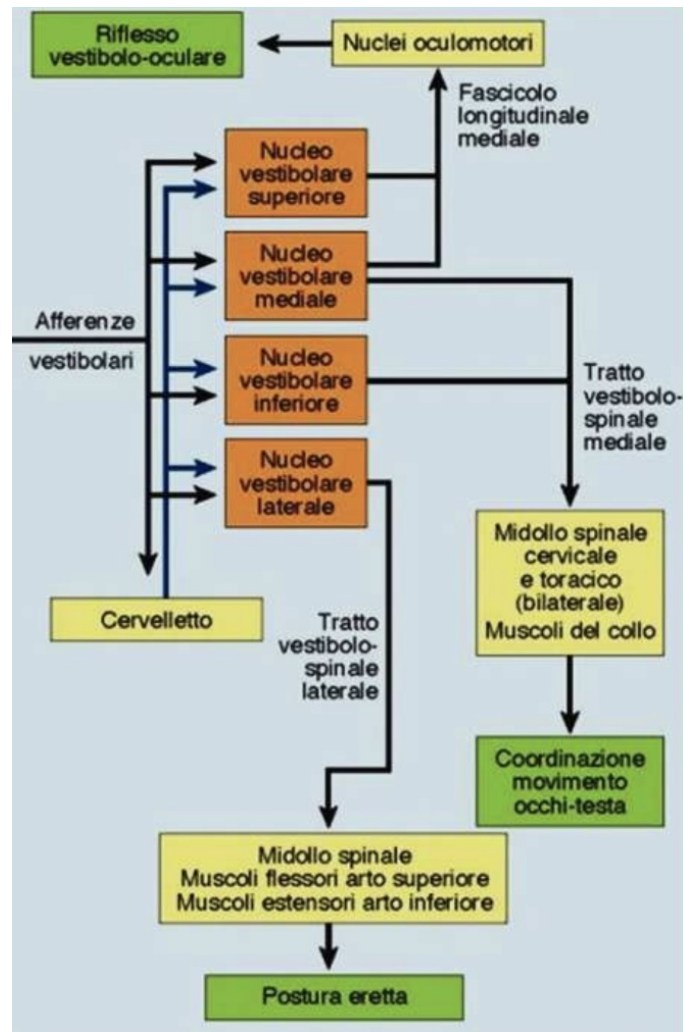 Riflesso
vestibolo-oculare
Nuclei oculomotori
Fascicolo
longitudinale
mediale
Nucleo
vestibolare
superiore
Nucleo
vestibolare
mediale
Afferenze
vestibolari
Nucleo
vestibolare
inferiore
Tratto
vestibolo-
spinale
mediale
Nucleo
vestibolare
laterale
Midollo spinale
cervicale
e toracico
(bilaterale)
Muscoli del collo
Cervelletto
Tratto
vestibolo-
spinale
laterale
Coordinazione
movimento
occhi-testa
Midollo spinale
Muscoli flessori arto superiore
Muscoli estensori arto inferiore
Postura eretta